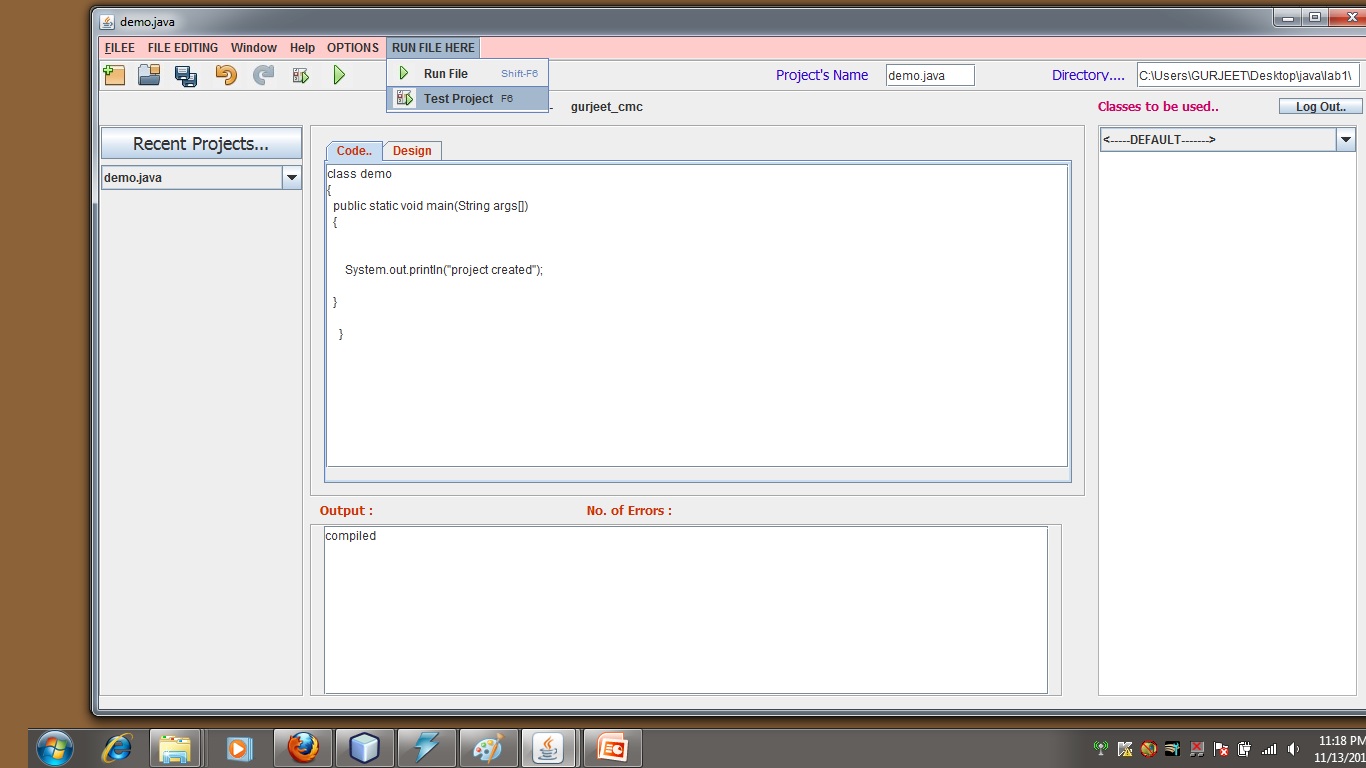 demo.java
FILEE FILE EDITING Window Help OPTIONS RUN FILE HERE
Run File Shift-F6
Test Project F6
Project's Name demo.java Directory.... C:\Users\GURJEET\Desktop\java\lab1\
gurjeet_cmc
Classes to be used.. Log Out..
<-----DEFAULT------->
Recent Projects...
demo.java
Code.. Design
class demo
{
public static void main(String args[])
{
System.out.println("project created");
}
}
Output : No. of Errors :
compiled
11:18 PM
11/13/201